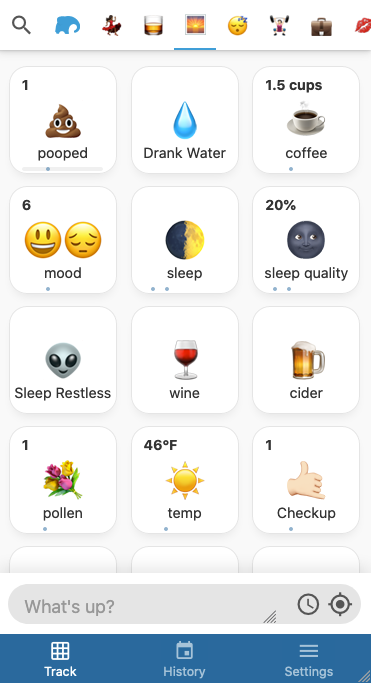 1
pooped
Drank Water
1.5 cups
coffee
6
mood
sleep
20%
sleep quality
Sleep Restless
wine
cider
1
pollen
46°F
temp
1
Checkup
What's up?
Track
History
Settings